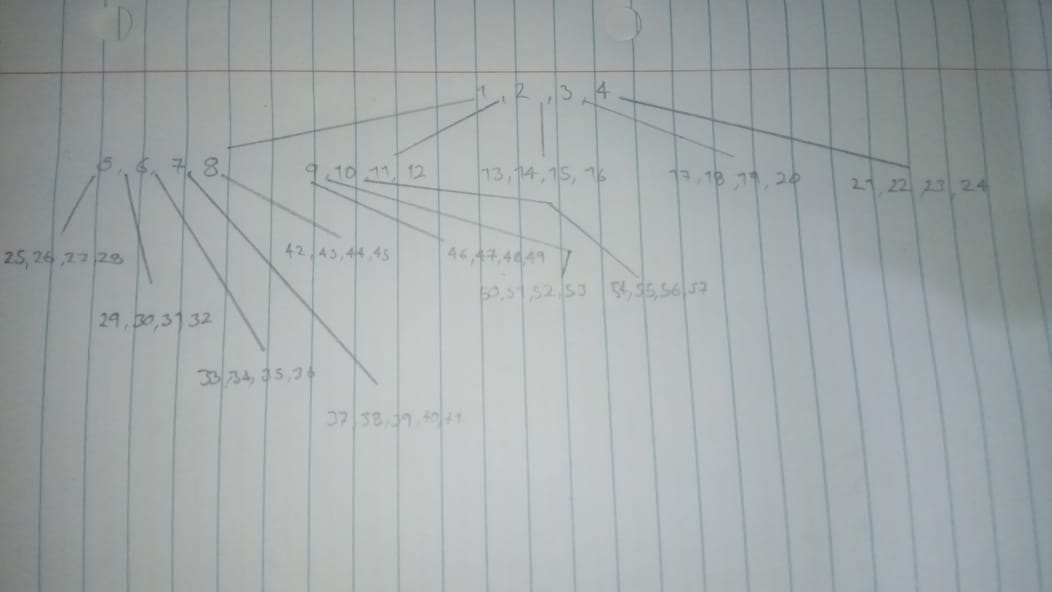 1, 2, 3, 4
5, 6, 7, 8
9, 10, 11, 12
13, 14, 15, 16
17, 18, 19, 20
21, 22, 23, 24
25, 26, 27 28
42, 43, 44, 45
46, 47, 48, 49
50, 51, 52, 53
54, 55, 56, 57
29, 30, 31 32
33, 34, 35, 36
37, 38, 39, 40, 41